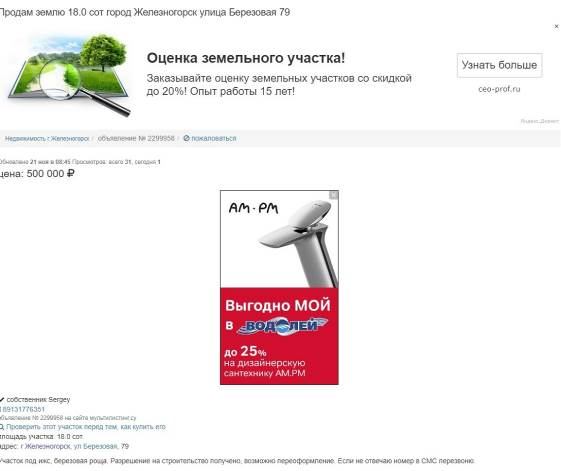 Продам землю 18.0 сот город Железногорск улица Березовая 79
Оценка земельного участка!
Заказывайте оценку земельных участков со скидкой
до 20%! Опыт работы 15 лет!
Узнать больше
ceo-prof.ru
Яндекс.Директ
Недвижимость г Железногорск / объявление № 2299958 / пожаловаться
Обновлено 21 ноя в 08:45 Просмотров: всего 31, сегодня 1
цена: 500 000 ₽
AM·PM
Выгодно МОЙ
в ВОДОЛЕЙ
до 25%
на дизайнерскую
сантехнику AM.PM
собственник Sergey
89131776351
объявление № 2299958 на сайте мультилистинг.су
Проверить этот участок перед тем, как купить его
площадь участка: 18.0 сот.
адрес: г Железногорск, ул Березовая, 79
Участок под ижс, березовая роща. Разрешение на строительство получено, возможно переоформление. Если не отвечаю номер в СМС перезвоню.